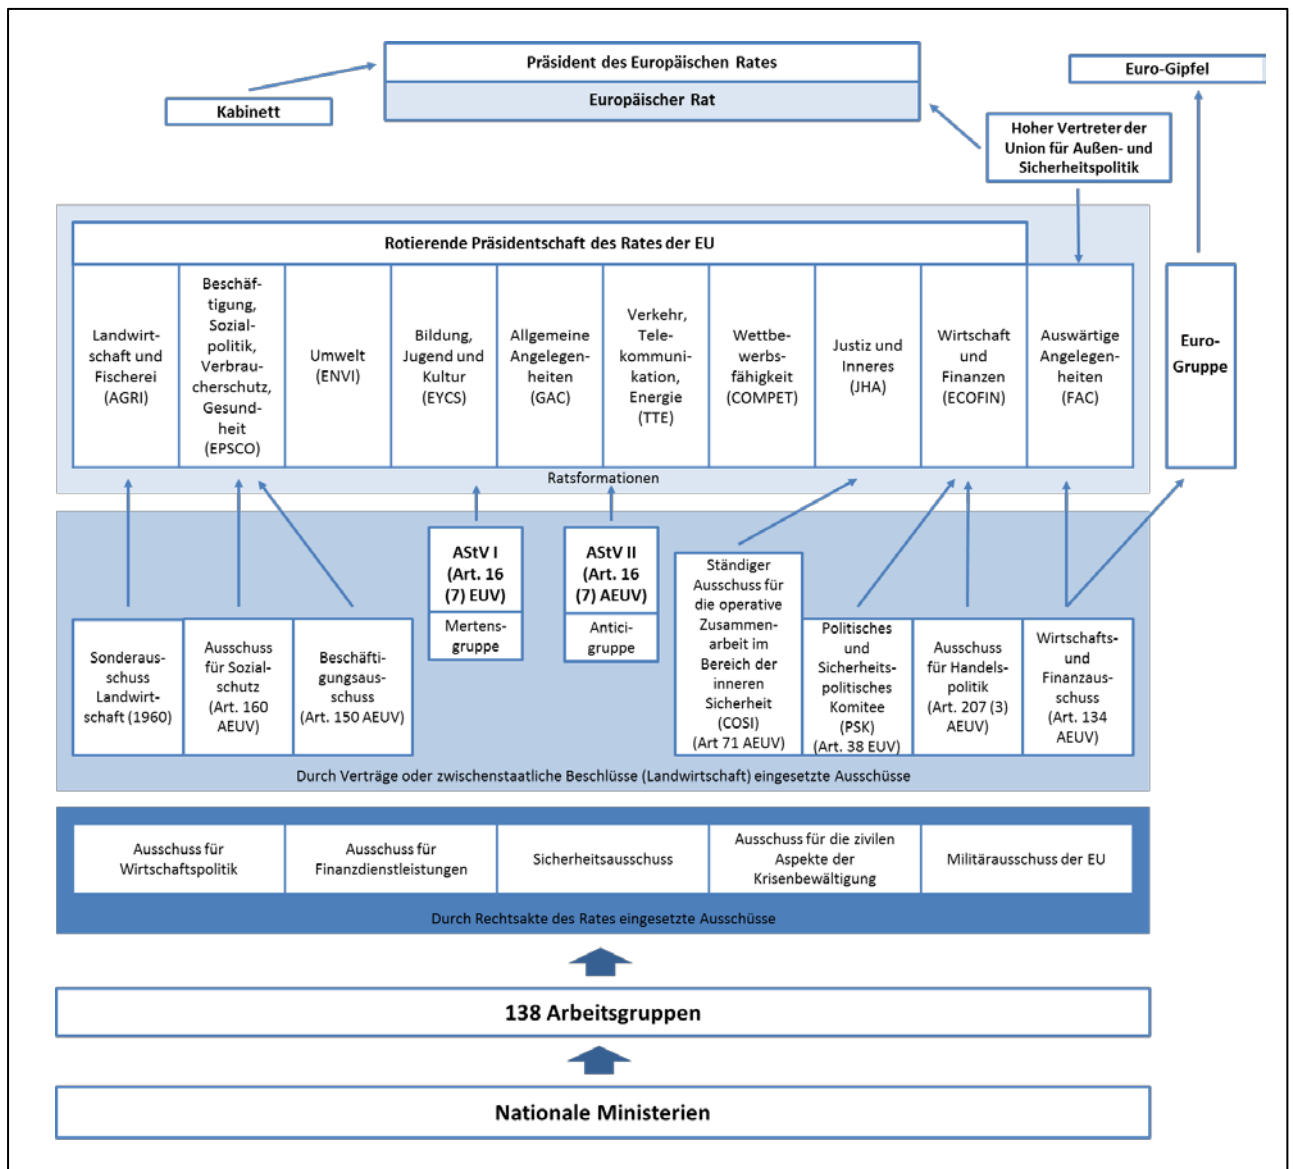 Präsident des Europäischen Rates
Europäischer Rat
Kabinett
Euro-Gipfel
Hoher Vertreter der
Union für Außen- und
Sicherheitspolitik
Rotierende Präsidentschaft des Rates der EU
Landwirt-
schaft und
Fischerei
(AGRI)
Beschäf-
tigung,
Sozial-
politik,
Verbrau-
cherschutz,
Gesund-
heit
(EPSCO)
Umwelt
(ENVI)
Bildung,
Jugend und
Kultur
(EYCS)
Allgemeine
Angelegen-
heiten
(GAC)
Verkehr,
Tele-
kommuni-
kation,
Energie
(TTE)
Wettbe-
werbs-
fähigkeit
(COMPET)
Justiz und
Inneres
(JHA)
Wirtschaft
und
Finanzen
(ECOFIN)
Auswärtige
Angelegen-
heiten
(FAC)
Euro-
Gruppe
Ratsformationen
Sonderaus-
schuss
Landwirt-
schaft (1960)
Ausschuss
für Sozial-
schutz
(Art. 160
AEUV)
Beschäfti-
gungsaus-
schuss
(Art. 150 AEUV)
AStV I
(Art. 16
(7) EUV)
Mertens-
gruppe
AStV II
(Art. 16
(7) AEUV)
Antici-
gruppe
Ständiger
Ausschuss für
die operative
Zusammen-
arbeit im
Bereich der
inneren
Sicherheit
(COSI)
(Art 71 AEUV)
Politisches
und
Sicherheits-
politisches
Komitee
(PSK)
(Art. 38 EUV)
Ausschuss
für Handels-
politik
(Art. 207 (3)
AEUV)
Wirtschafts-
und
Finanzaus-
schuss
(Art. 134
AEUV)
Durch Verträge oder zwischenstaatliche Beschlüsse (Landwirtschaft) eingesetzte Ausschüsse
Ausschuss für
Wirtschaftspolitik
Ausschuss für
Finanzdienstleistungen
Sicherheitsausschuss
Ausschuss für die zivilen
Aspekte der
Krisenbewältigung
Militärausschuss der EU
Durch Rechtsakte des Rates eingesetzte Ausschüsse
138 Arbeitsgruppen
Nationale Ministerien